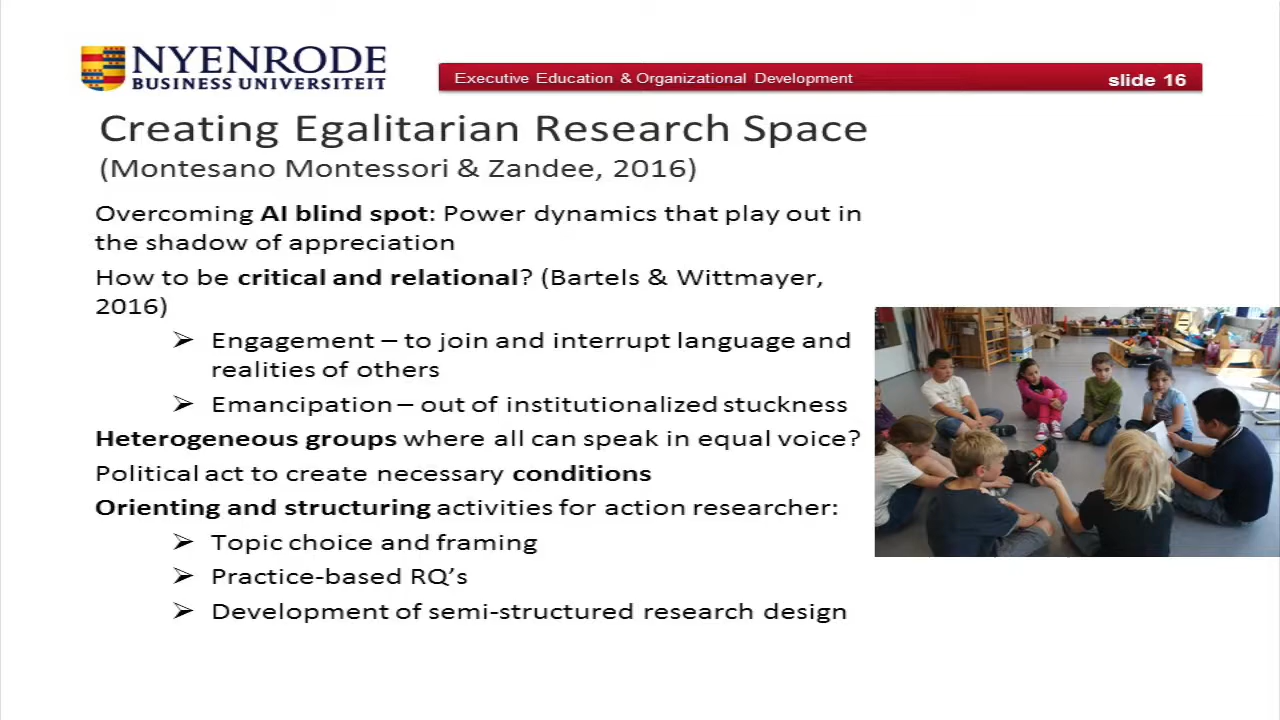 NYENRODE
BUSINESS UNIVERSITEIT
Executive Education & Organizational Development
slide 16
Creating Egalitarian Research Space
(Montesano Montessori & Zandee, 2016)
Overcoming AI blind spot: Power dynamics that play out in
the shadow of appreciation
How to be critical and relational? (Bartels & Wittmayer,
2016)
➢ Engagement – to join and interrupt language and
realities of others
➢ Emancipation – out of institutionalized stuckness
Heterogeneous groups where all can speak in equal voice?
Political act to create necessary conditions
Orienting and structuring activities for action researcher:
➢ Topic choice and framing
➢ Practice-based RQ’s
➢ Development of semi-structured research design